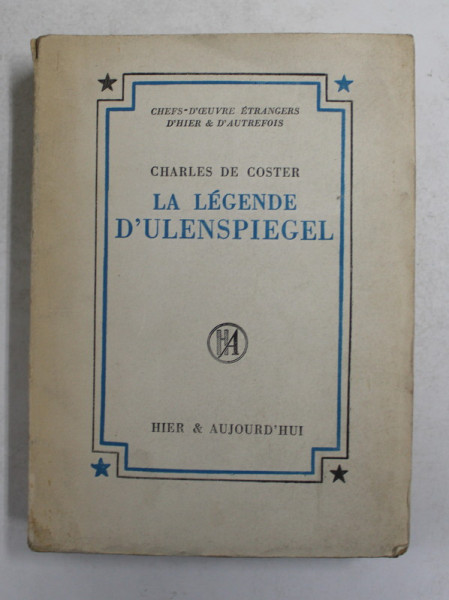 CHEFS-D'ŒUVRE ÉTRANGERS
D'HIER & D'AUTREFOIS
CHARLES DE COSTER
LA LÉGENDE
D'ULENSPIEGEL
HA
HIER & AUJOURD'HUI